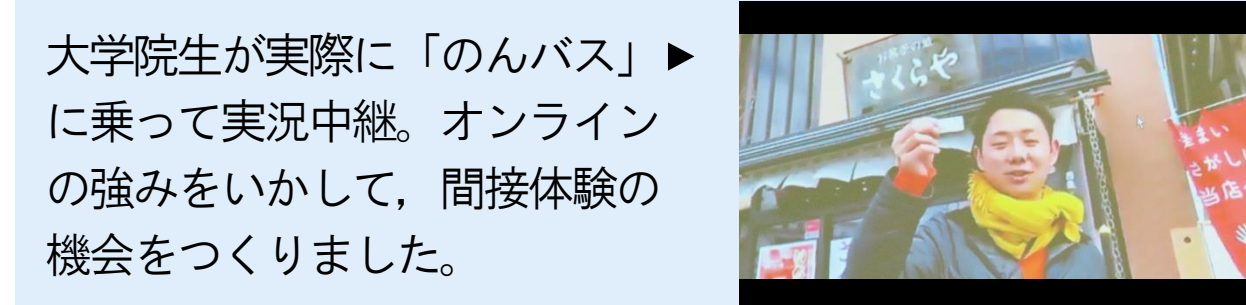 大学院生が実際に「のんバス」▶
に乗って実況中継。オンライン
の強みをいかして，間接体験の
機会をつくりました。
さくらや